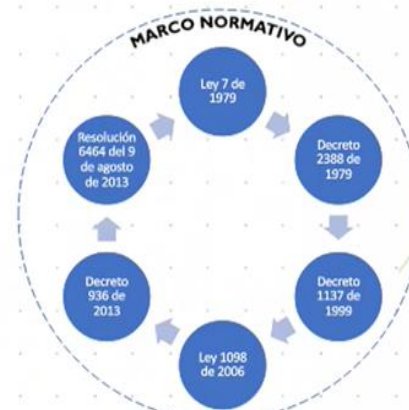 MARCO NORMATIVO
Ley 7 de
1979
Decreto
2388 de
1979
Decreto
1137 de
1999
Ley 1098
de 2006
Decreto
936 de
2013
Resolución
6464 del 9
de agosto
de 2013